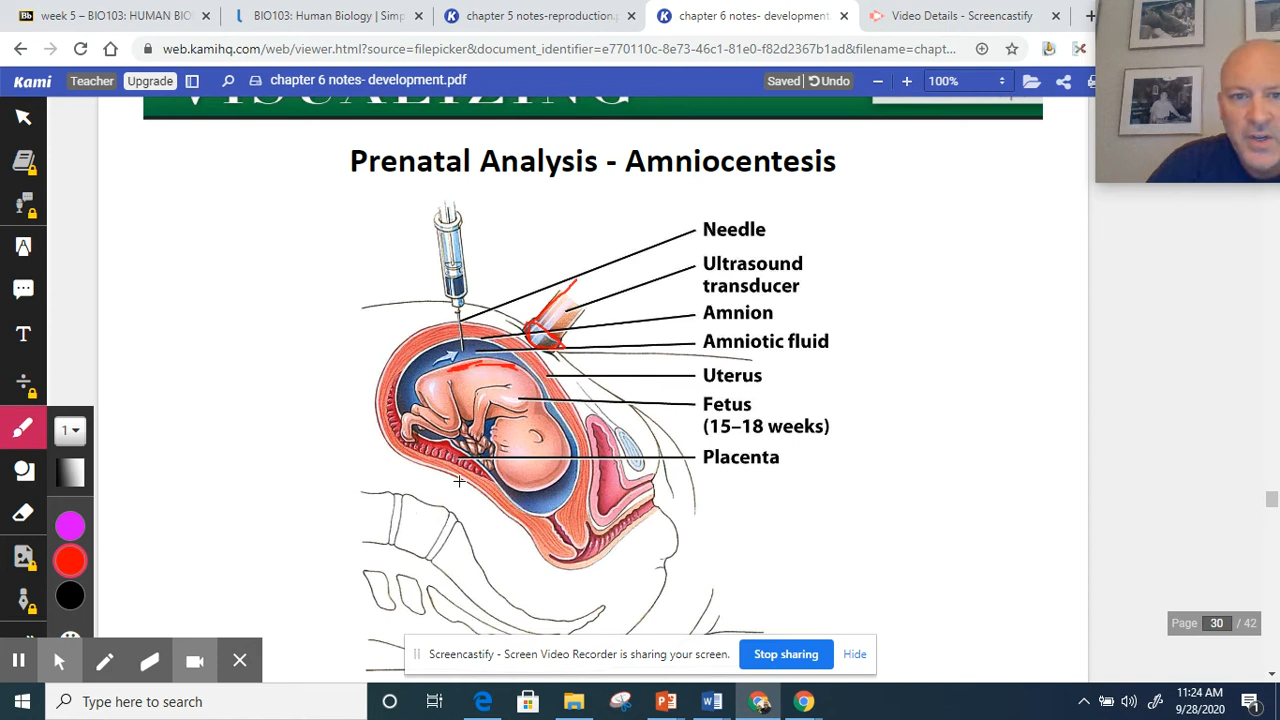 week 5 – BIO103: HUMAN BIO
BIO103: Human Biology | Simp
chapter 5 notes-reproduction.p
chapter 6 notes- development.
Video Details - Screencastify
web.kamihq.com/web/viewer.html?source=filepicker&document_identifier=e770110c-8e73-46c1-81e0-f82d2367b1ad&filename=chapt...
Kami
Teacher
Upgrade
chapter 6 notes- development.pdf
Saved
Undo
100%
VISUALIZING
Prenatal Analysis - Amniocentesis
Needle
Ultrasound
transducer
Amnion
Amniotic fluid
Uterus
Fetus
(15–18 weeks)
Placenta
1
Page 30 / 42
Screencastify - Screen Video Recorder is sharing your screen.
Stop sharing
Hide
Type here to search
11:24 AM
9/28/2020